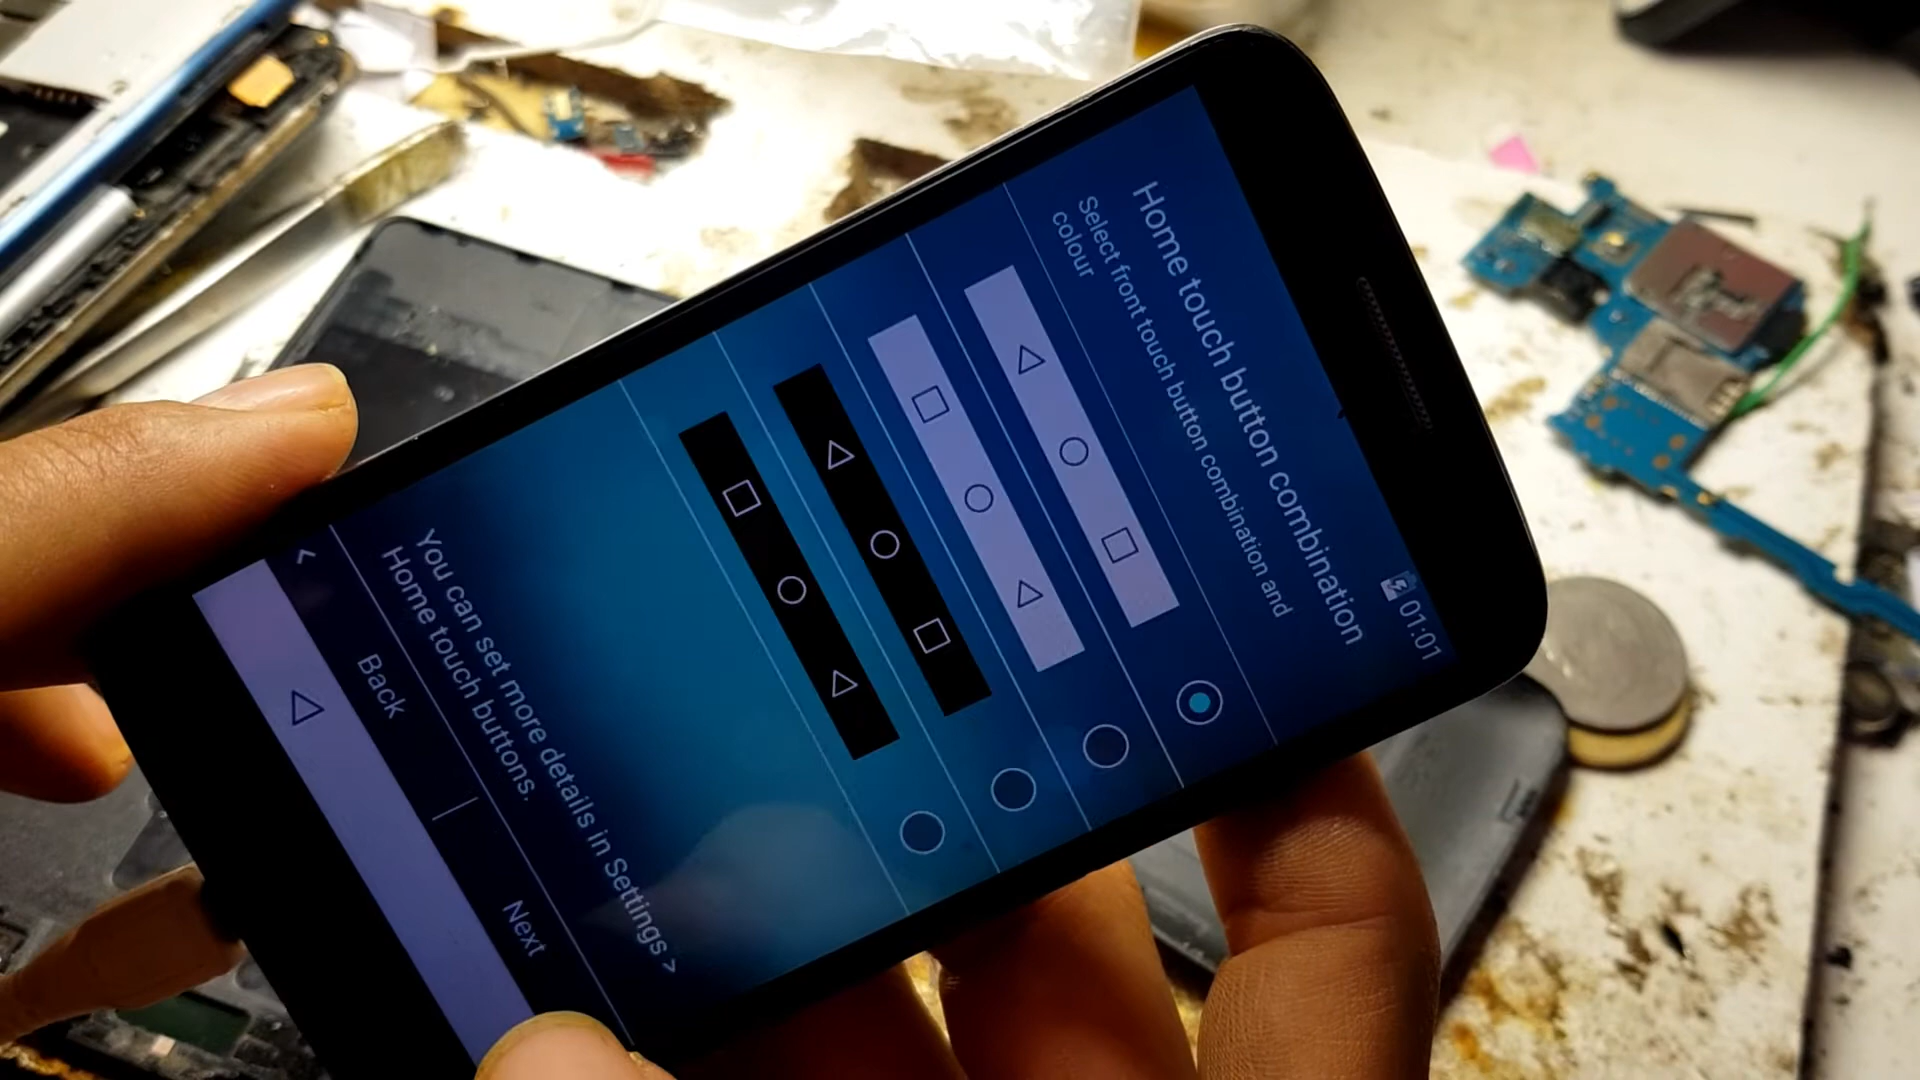 01:01
Home touch button combination
Select front touch button combination and
colour
You can set more details in Settings >
Home touch buttons.
Back
Next